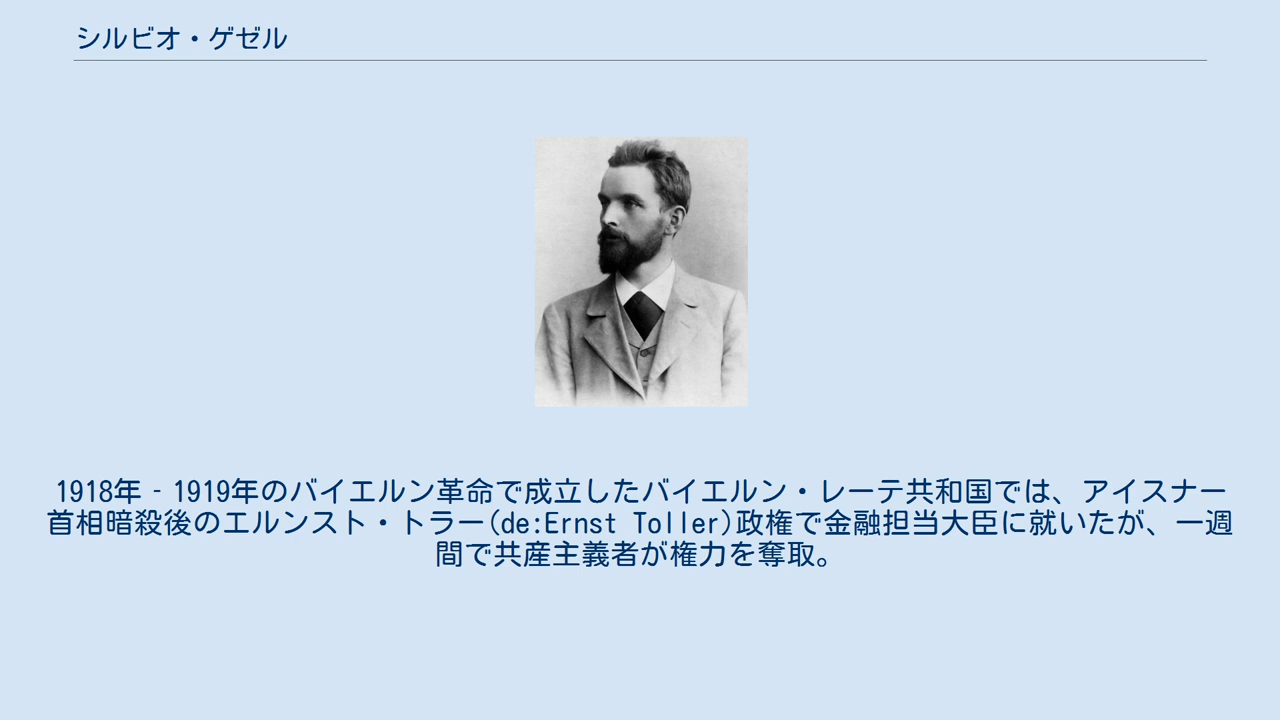 シルビオ・ゲゼル
1918年 - 1919年のバイエルン革命で成立したバイエルン・レーテ共和国では、アイスナー
首相暗殺後のエルンスト・トラー(de:Ernst Toller)政権で金融担当大臣に就いたが、一週
間で共産主義者が権力を奪取。